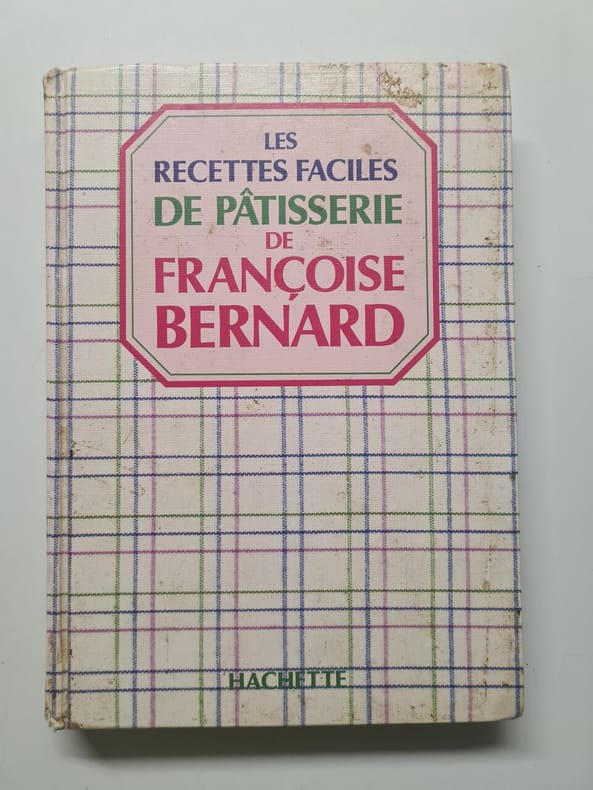 LES
RECETTES FACILES
DE PÂTISSERIE
DE
FRANÇOISE
BERNARD
HACHETTE